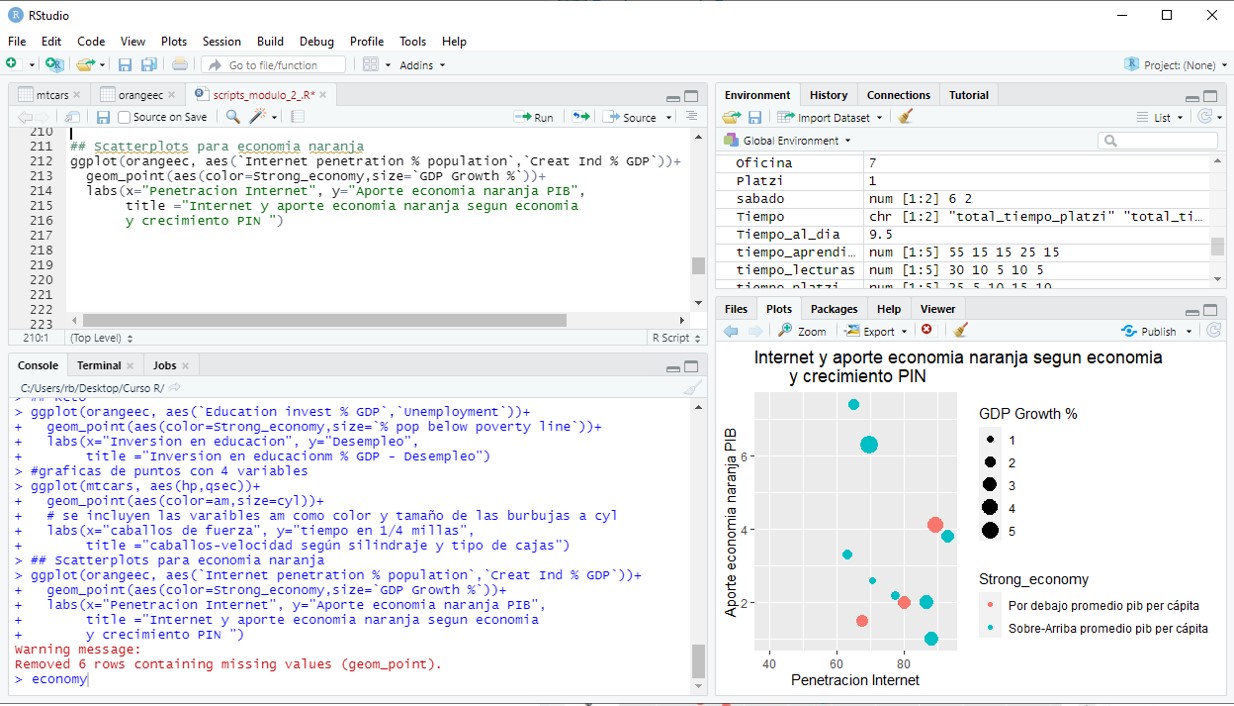 RStudio
File Edit Code View Plots Session Build Debug Profile Tools Help
Go to file/function Addins Project: (None)
mtcars orangeec scripts_modulo_2_.R*
Source on Save Run Source
210
211 ## Scatterplots para economia naranja
212 ggplot(orangeec, aes(`Internet penetration % population`,`Creat Ind % GDP`))+
213 geom_point(aes(color=Strong_economy,size=`GDP Growth %`))+
214 labs(x="Penetracion Internet", y="Aporte economia naranja PIB",
215 title ="Internet y aporte economia naranja segun economia
216 y crecimiento PIN ")
217
218
219
220
221
222
223
210:1 (Top Level) R Script
Console Terminal Jobs
C:/Users/rb/Desktop/Curso R/
> ## Reto
> ggplot(orangeec, aes(`Education invest % GDP`,`Unemployment`))+
+ geom_point(aes(color=Strong_economy,size=`% pop below poverty line`))+
+ labs(x="Inversion en educacion", y="Desempleo",
+ title ="Inversion en educacionm % GDP - Desempleo")
> #graficas de puntos con 4 variables
> ggplot(mtcars, aes(hp,qsec))+
+ geom_point(aes(color=am,size=cyl))+
+ # se incluyen las varaibles am como color y tamaño de las burbujas a cyl
+ labs(x="caballos de fuerza", y="tiempo en 1/4 millas",
+ title ="caballos-velocidad según silindraje y tipo de cajas")
> ## Scatterplots para economia naranja
> ggplot(orangeec, aes(`Internet penetration % population`,`Creat Ind % GDP`))+
+ geom_point(aes(color=Strong_economy,size=`GDP Growth %`))+
+ labs(x="Penetracion Internet", y="Aporte economia naranja PIB",
+ title ="Internet y aporte economia naranja segun economia
+ y crecimiento PIN ")
Warning message:
Removed 6 rows containing missing values (geom_point).
> economy
Environment History Connections Tutorial
Import Dataset List
Global Environment
oficina 7
Platzi 1
sabado num [1:2] 6 2
Tiempo chr [1:2] "total_tiempo_platzi" "total_ti…
Tiempo_al_dia 9.5
tiempo_aprendi… num [1:5] 55 15 15 25 15
tiempo_lecturas num [1:5] 30 10 5 10 5
tiempo_platzi num [1:5] 25 5 10 15 10
Files Plots Packages Help Viewer
Zoom Export Publish
Internet y aporte economia naranja segun economia
y crecimiento PIN
Aporte economia naranja PIB
6
4
2
40 60 80
Penetracion Internet
GDP Growth %
1
2
3
4
5
Strong_economy
Por debajo promedio pib per cápita
Sobre-Arriba promedio pib per cápita